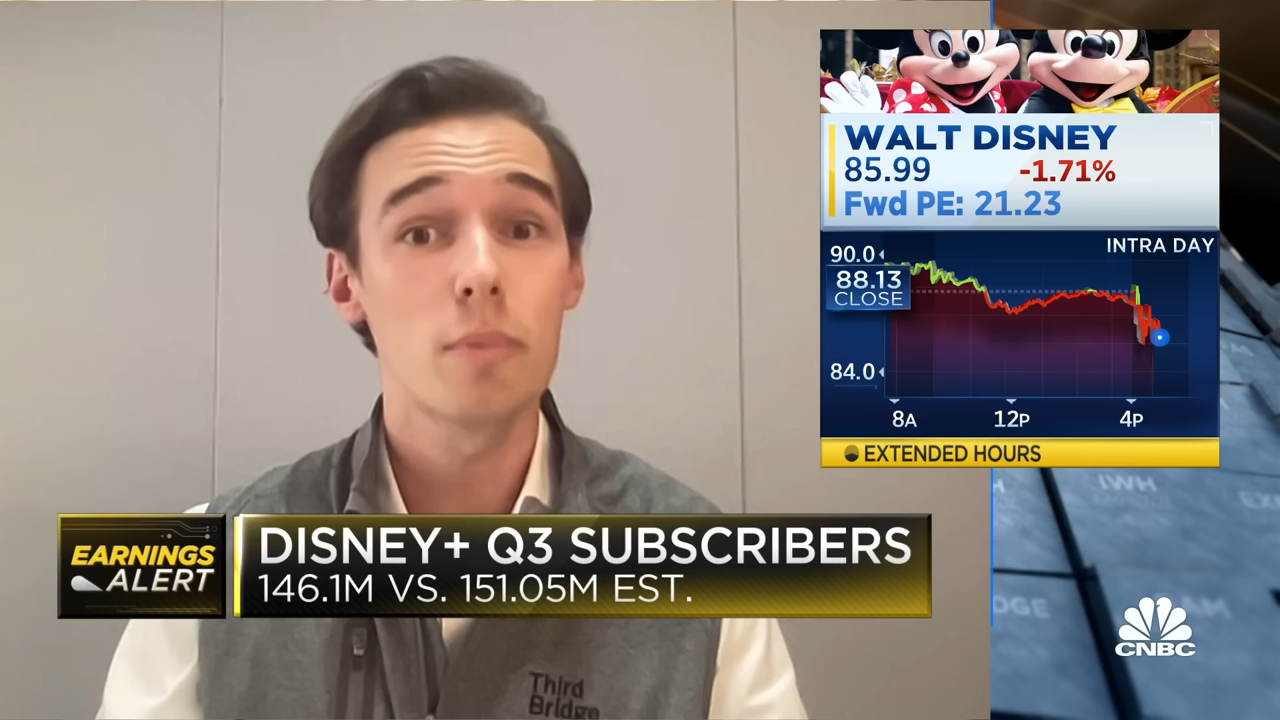 WALT DISNEY
85.99 -1.71%
Fwd PE: 21.23
INTRA DAY
90.0
88.13
CLOSE
84.0
8A 12P 4P
EXTENDED HOURS
EARNINGS
ALERT
DISNEY+ Q3 SUBSCRIBERS
146.1M VS. 151.05M EST.
Third
Bridge
IWH
CNBC